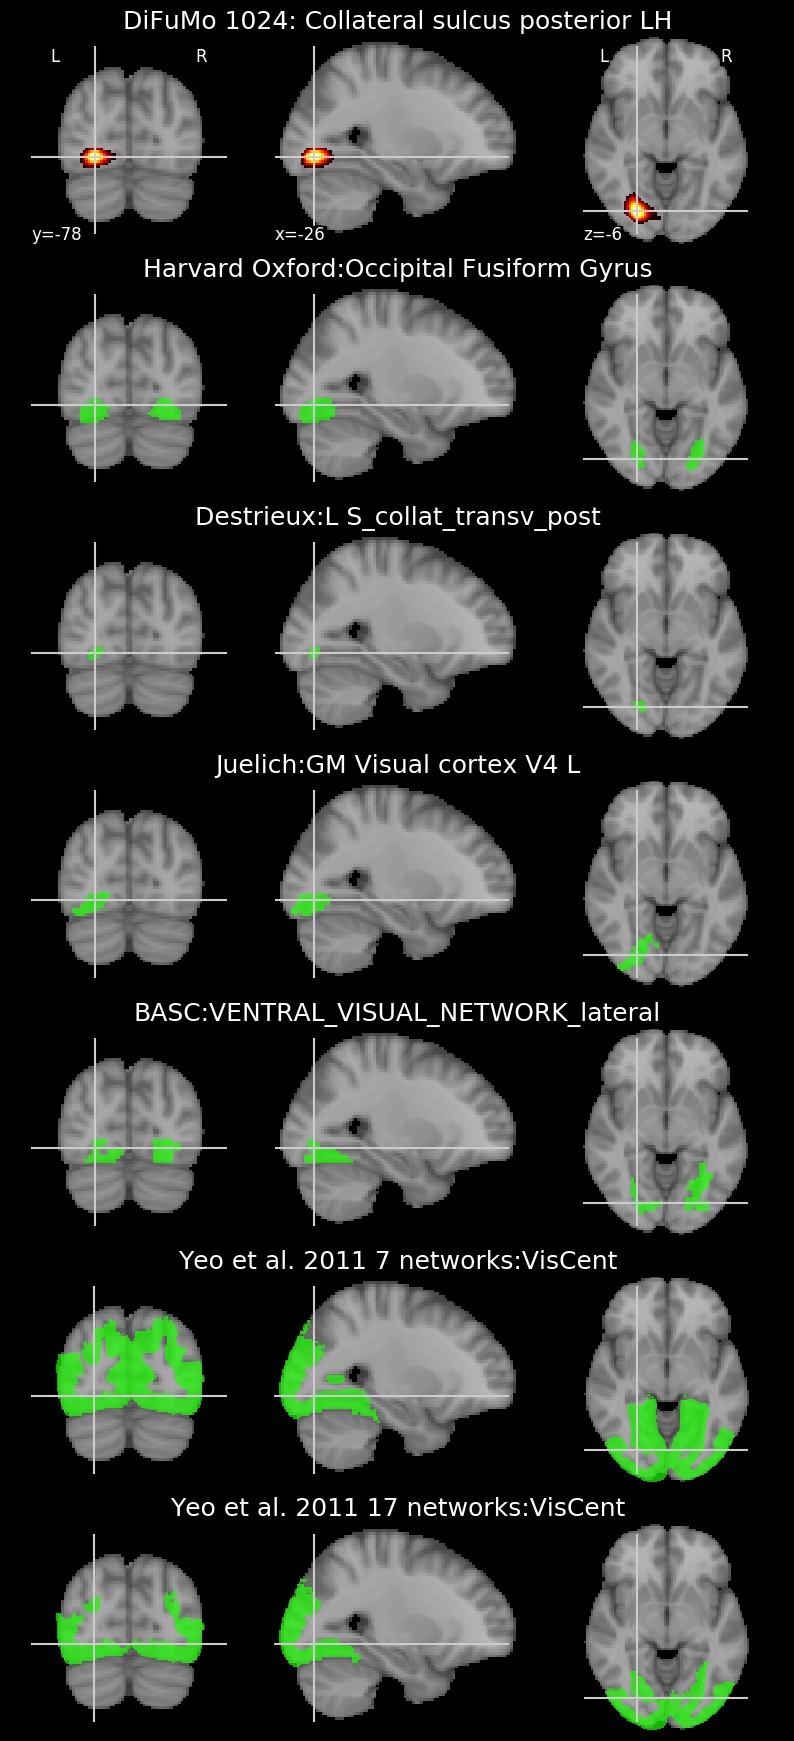 DiFuMo 1024: Collateral sulcus posterior LH
L R L R
y=-78 x=-26 z=-6
Harvard Oxford:Occipital Fusiform Gyrus
Destrieux:L S_collat_transv_post
Juelich:GM Visual cortex V4 L
BASC:VENTRAL_VISUAL_NETWORK_lateral
Yeo et al. 2011 7 networks:VisCent
Yeo et al. 2011 17 networks:VisCent